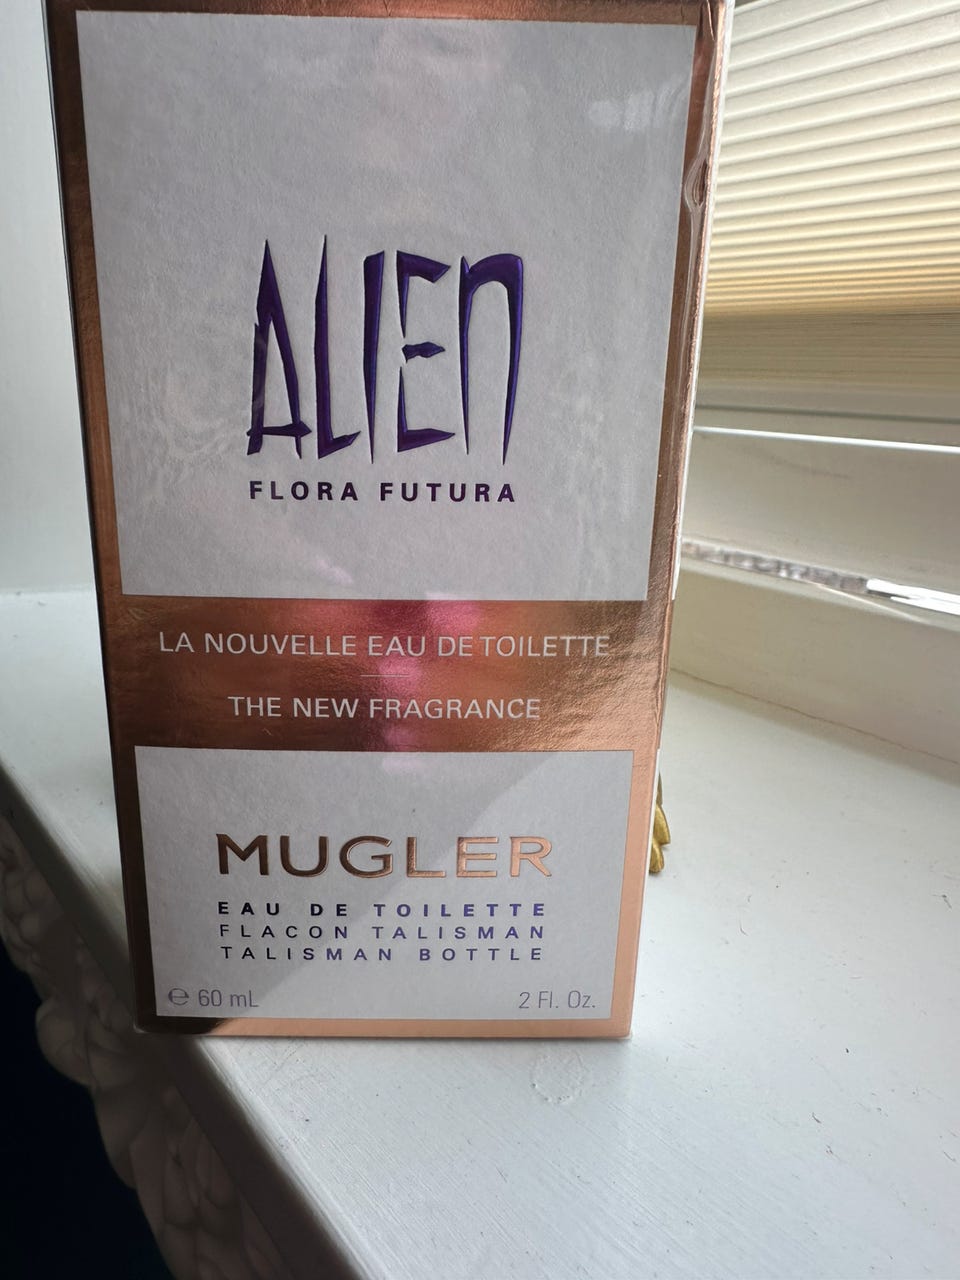 ALIEN
FLORA FUTURA
LA NOUVELLE EAU DE TOILETTE
THE NEW FRAGRANCE
MUGLER
EAU DE TOILETTE
FLACON TALISMAN
TALISMAN BOTTLE
℮ 60 mL 2 Fl. Oz.